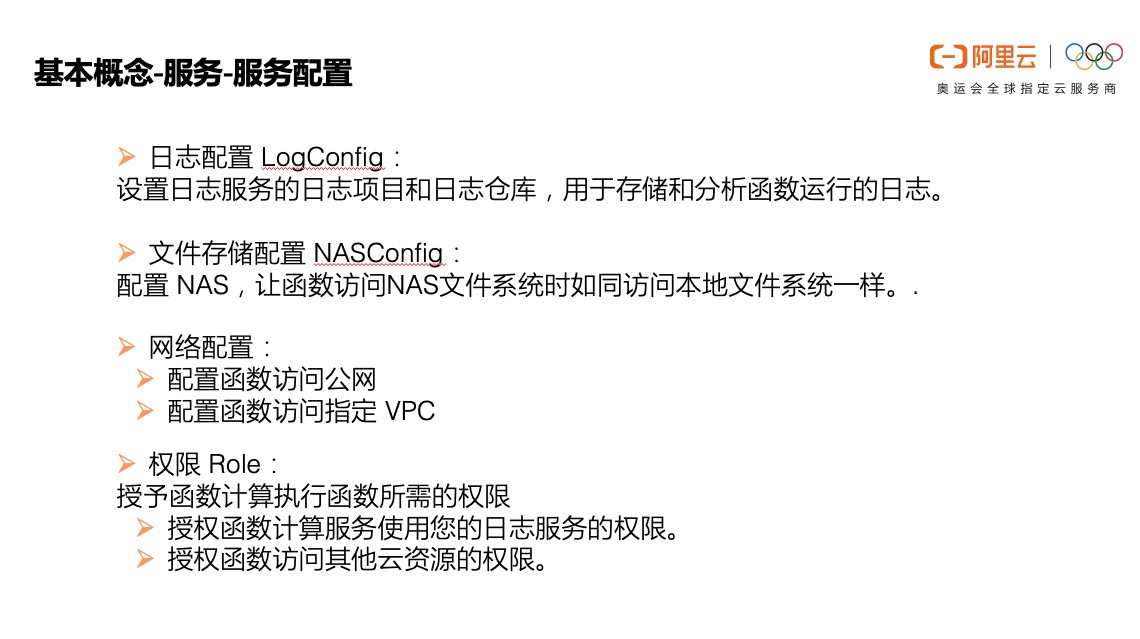 基本概念-服务-服务配置
阿里云
奥运会全球指定云服务商
日志配置 LogConfig：
设置日志服务的日志项目和日志仓库，用于存储和分析函数运行的日志。
文件存储配置 NASConfig：
配置 NAS，让函数访问NAS文件系统时如同访问本地文件系统一样。.
网络配置：
配置函数访问公网
配置函数访问指定 VPC
权限 Role：
授予函数计算执行函数所需的权限
授权函数计算服务使用您的日志服务的权限。
授权函数访问其他云资源的权限。